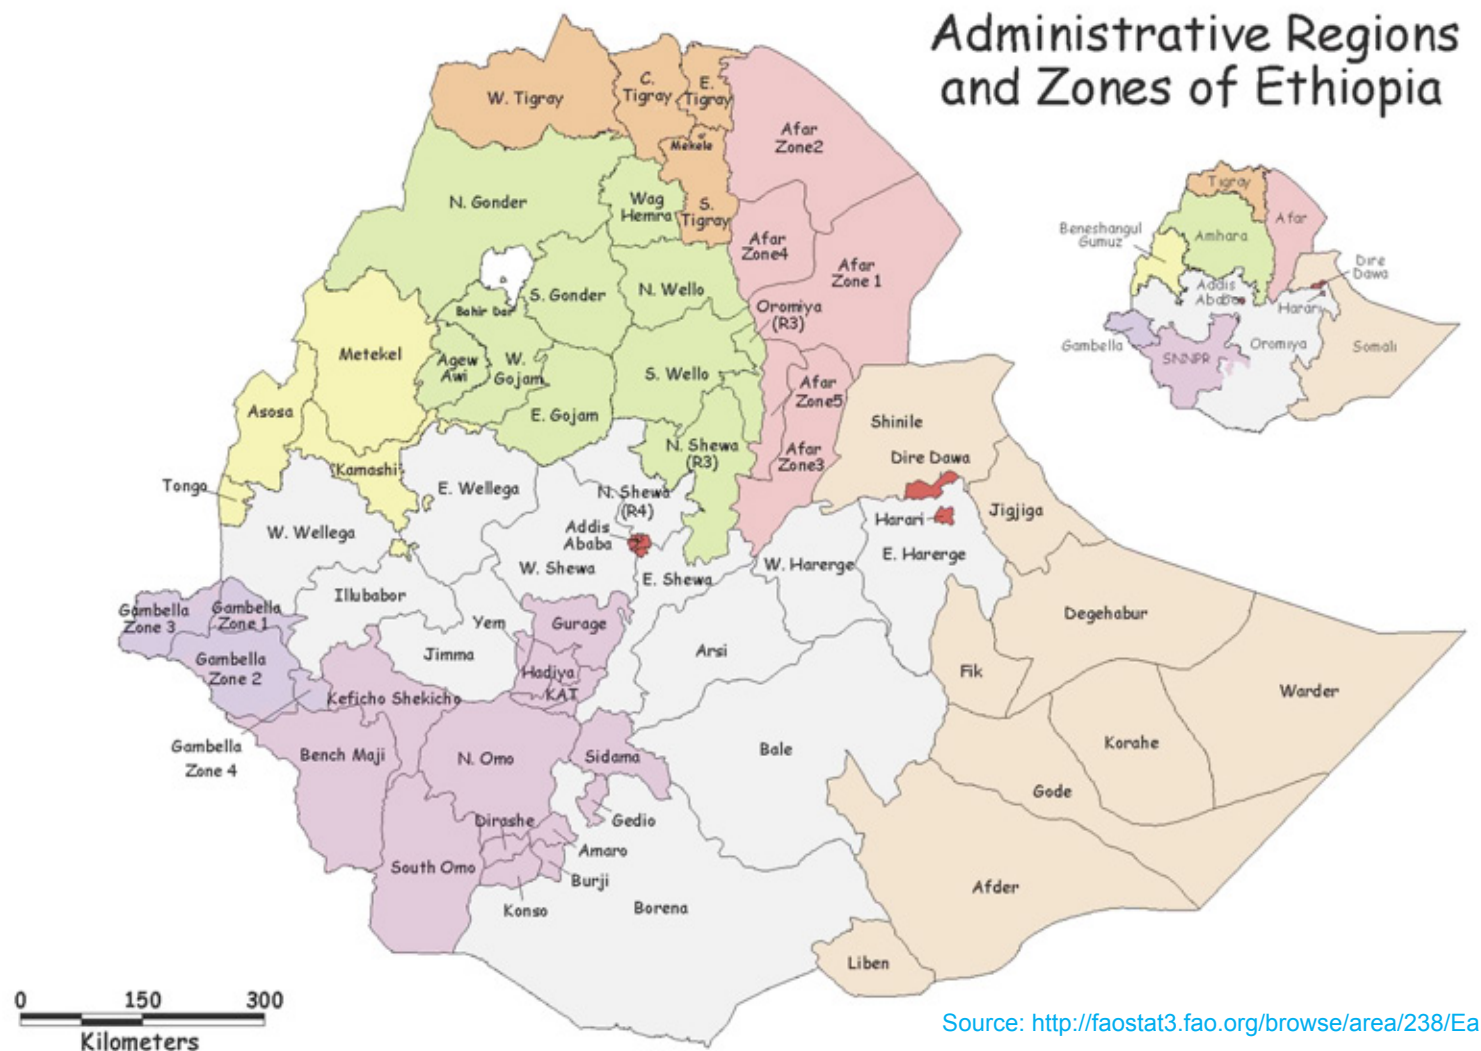 Administrative Regions
and Zones of Ethiopia
W. Tigray
C.
Tigray
E.
Tigray
Mekele
S.
Tigray
Afar
Zone2
N. Gonder
Wag
Hemra
Afar
Zone4
Afar
Zone 1
S. Gonder
N. Wello
Bahir Dar
Oromiya
(R3)
Metekel
Agew
Awi
W.
Gojam
S. Wello
Afar
Zone5
E. Gojam
Asosa
Shinile
N. Shewa
(R3)
Afar
Zone3
Dire Dawa
Kamashi
Tongo
E. Wellega
N. Shewa
(R4)
Jigjiga
Harari
W. Wellega
Addis
Ababa
E. Harerge
W. Shewa
E. Shewa
W. Harerge
Illubabor
Gambella
Zone 3
Gambella
Zone 1
Degehabur
Yem
Gurage
Jimma
Arsi
Gambella
Zone 2
Hadiya
Fik
KAT
Keficho Shekicho
Warder
Gambella
Zone 4
Bench Maji
N. Omo
Sidama
Bale
Korahe
Gode
Dirashe
Gedio
Amaro
South Omo
Burji
Afder
Konso
Borena
Liben
Tigray
Afar
Beneshangul
Gumuz
Amhara
Dire
Dawa
Addis
Ababa
Harari
Gambella
SNNPR
Oromiya
Somali
0 150 300
Kilometers
Source: http://faostat3.fao.org/browse/area/238/Ea